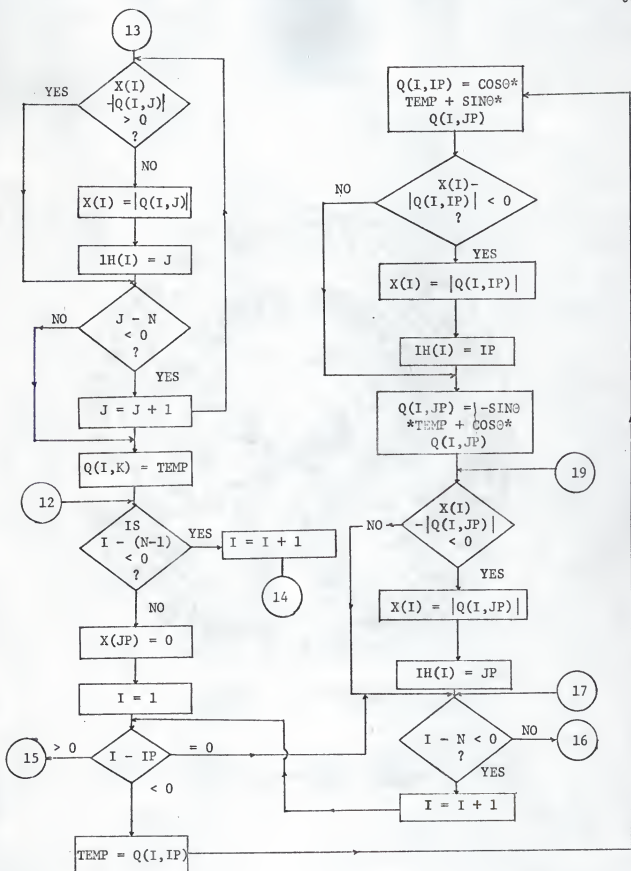 13
X(I)
-|Q(I,J)|
> 0
?
YES
NO
X(I) = |Q(I,J)|
1H(I) = J
J - N
< 0
?
NO
YES
J = J + 1
Q(I,K) = TEMP
12
IS
I - (N-1)
< 0
?
YES
I = I + 1
14
NO
X(JP) = 0
I = 1
I - IP
> 0
= 0
15
< 0
TEMP = Q(I,IP)
Q(I,IP) = COSΘ*
TEMP + SINΘ*
Q(I,JP)
X(I)-
|Q(I,IP)| < 0
?
NO
YES
X(I) = |Q(I,IP)|
IH(I) = IP
Q(I,JP) =|-SINΘ
*TEMP + COSΘ*
Q(I,JP)
19
X(I)
-|Q(I,JP)|
< 0
NO
YES
X(I) = |Q(I,JP)|
IH(I) = JP
17
I - N < 0
?
NO
16
YES
I = I + 1